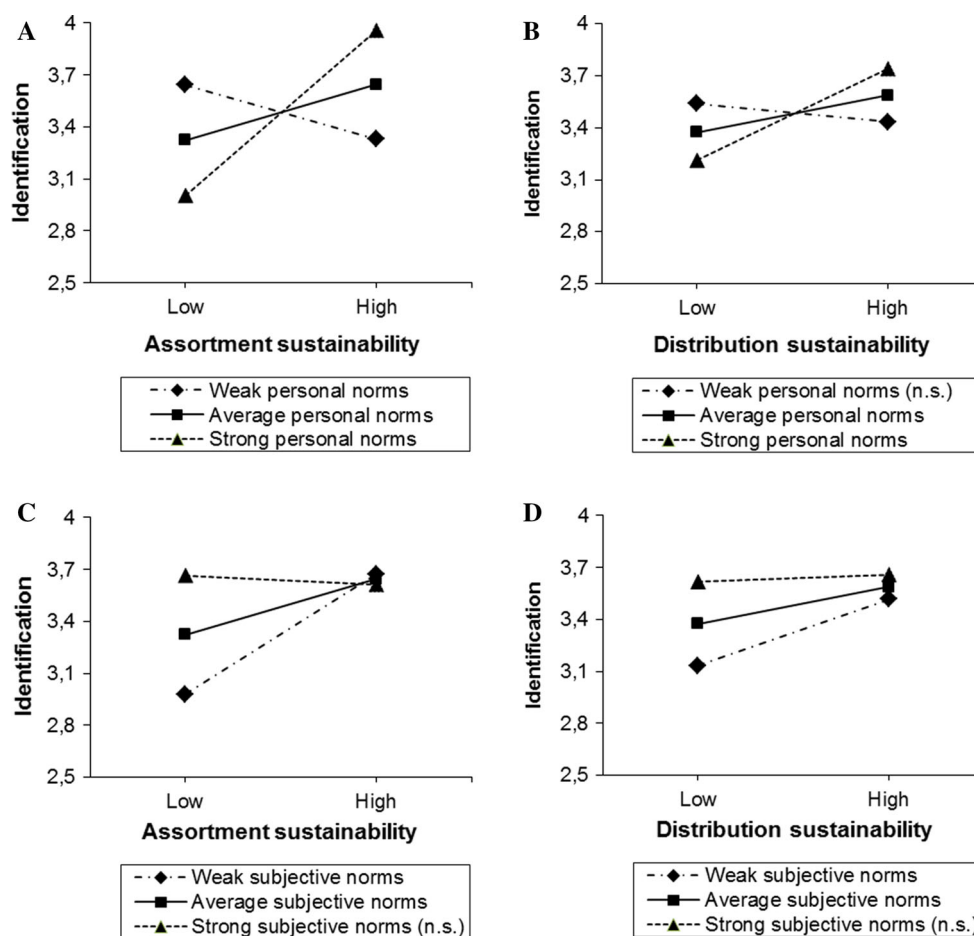 A
Identification
4
3,7
3,4
3,1
2,8
2,5
Low High
Assortment sustainability
Weak personal norms
Average personal norms
Strong personal norms
B
Identification
4
3,7
3,4
3,1
2,8
2,5
Low High
Distribution sustainability
Weak personal norms (n.s.)
Average personal norms
Strong personal norms
C
Identification
4
3,7
3,4
3,1
2,8
2,5
Low High
Assortment sustainability
Weak subjective norms
Average subjective norms
Strong subjective norms (n.s.)
D
Identification
4
3,7
3,4
3,1
2,8
2,5
Low High
Distribution sustainability
Weak subjective norms
Average subjective norms
Strong subjective norms (n.s.)